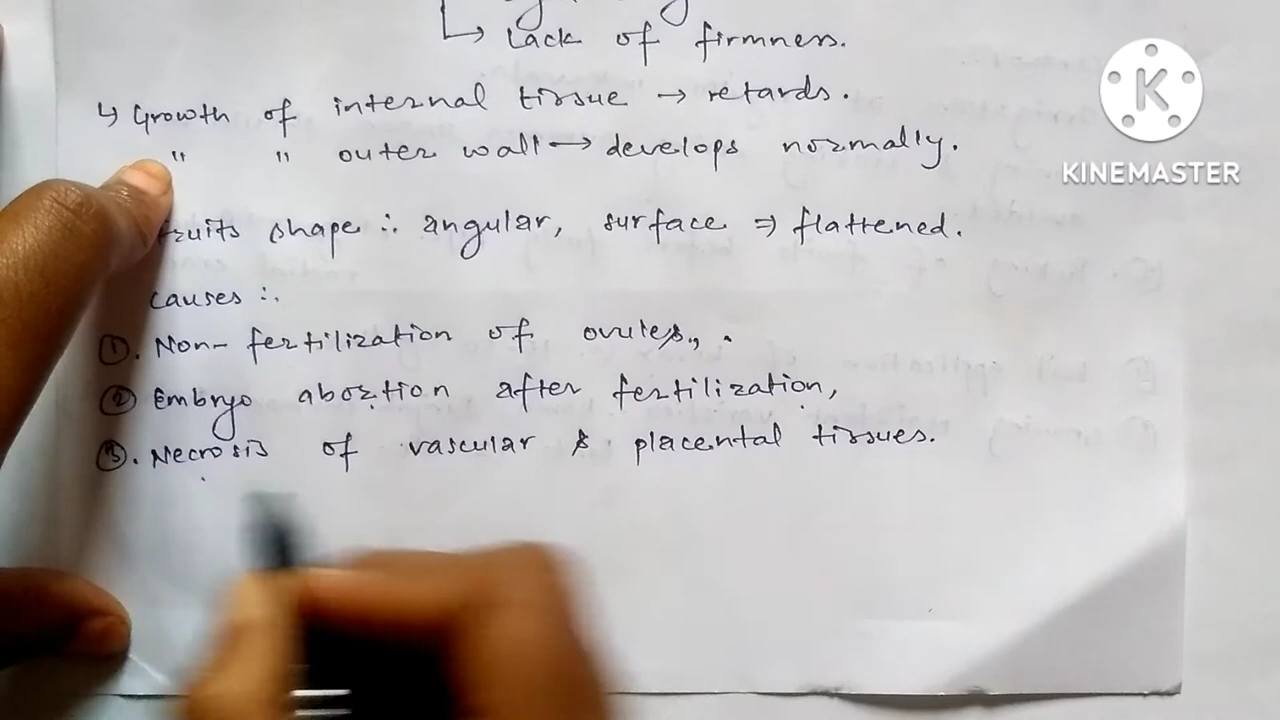 ↳ Lack of firmness.
↳ Growth of internal tissue → retards.
" " outer wall → develops normally.
fruits shape ∴ angular, surface ⇒ flattened.
causes :.
①. Non-fertilization of ovules,, .
② Embryo abortion after fertilization,
③. Necrosis of vascular & placental tissues.
K
KINEMASTER